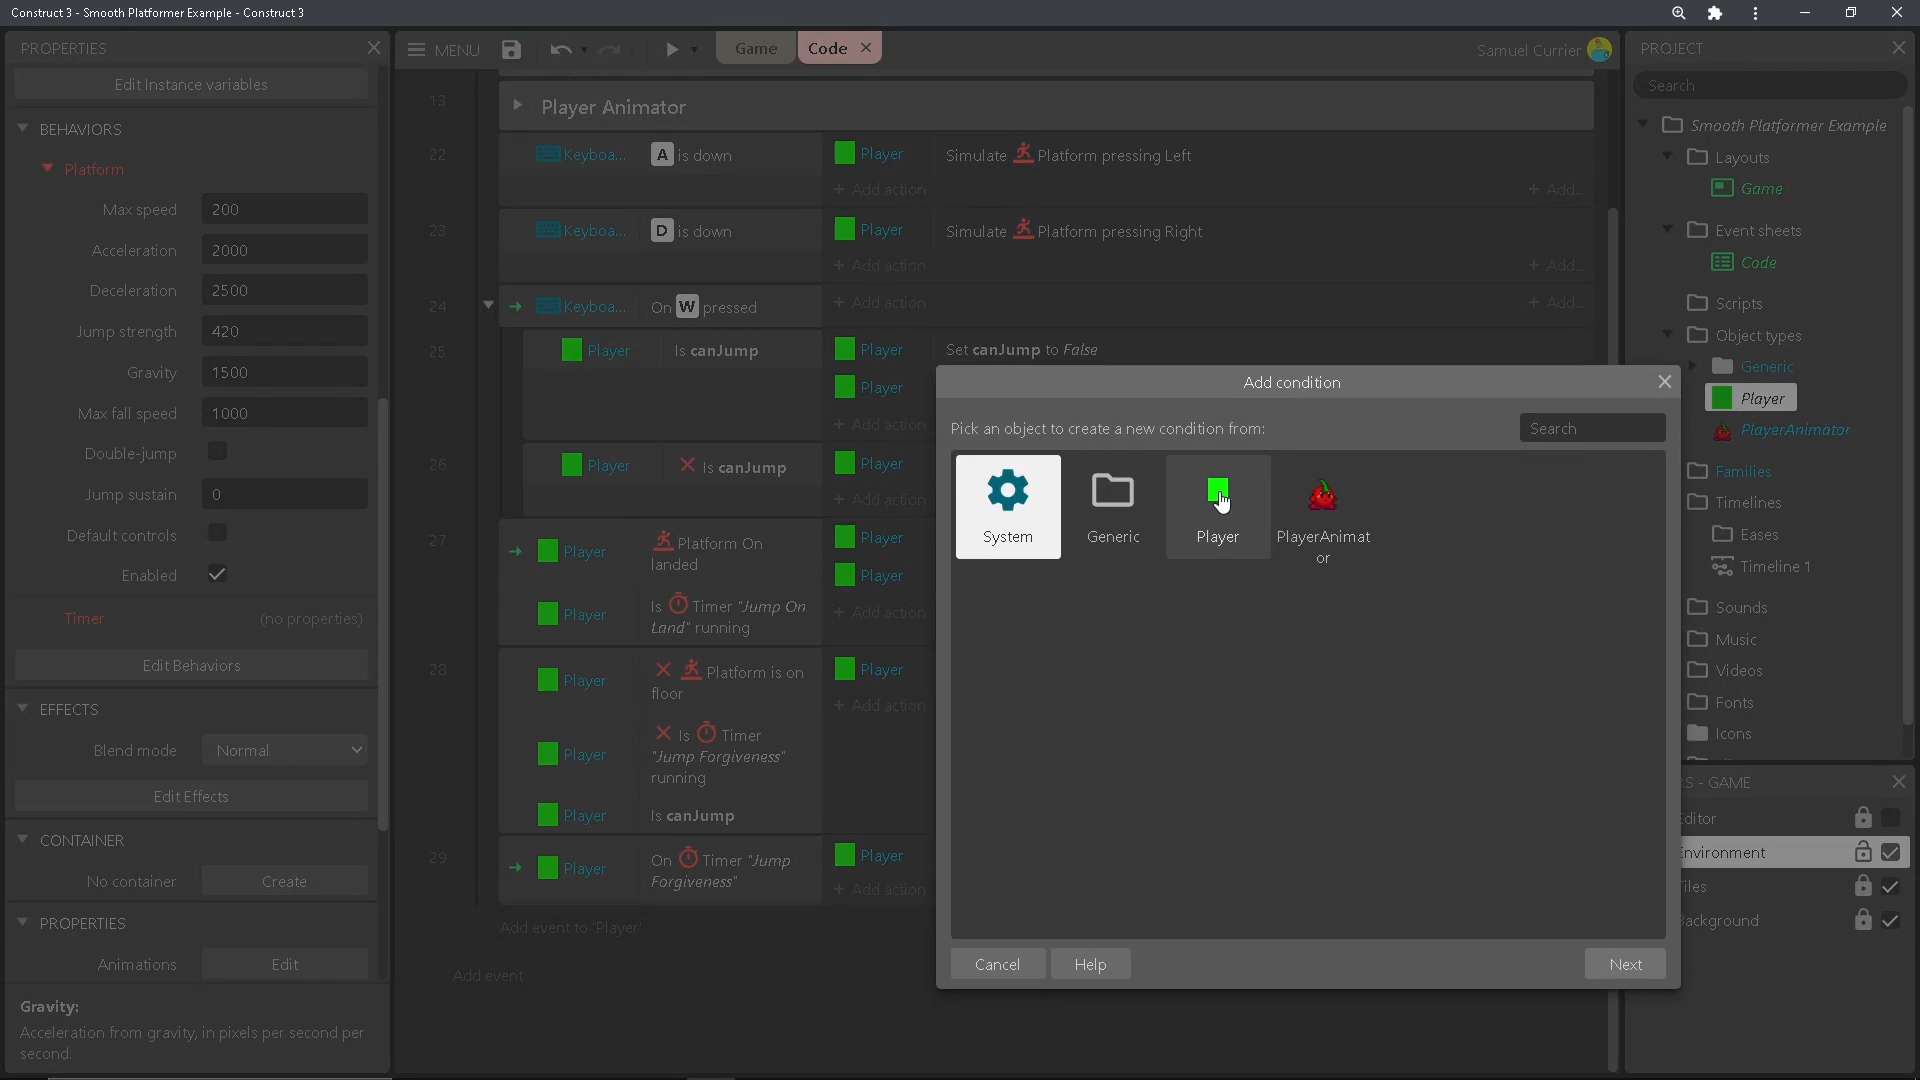 Construct 3 - Smooth Platformer Example - Construct 3
PROPERTIES
Edit Instance variables
BEHAVIORS
Platform
Max speed 200
Acceleration 2000
Deceleration 2500
Jump strength 420
Gravity 1500
Max fall speed 1000
Double-jump
Jump sustain 0
Default controls
Enabled
Timer (no properties)
Edit Behaviors
EFFECTS
Blend mode Normal
Edit Effects
CONTAINER
No container Create
PROPERTIES
Animations Edit
Gravity:
Acceleration from gravity, in pixels per second per
second.
MENU
Game
Code
Samuel Currier
13 Player Animator
22 Keyboa... A is down Player Simulate Platform pressing Left
+ Add action + Add...
23 Keyboa... D is down Player Simulate Platform pressing Right
+ Add action + Add...
24 Keyboa... On W pressed + Add action + Add...
25 Player Is canJump Player Set canJump to False
Player
+ Add action
26 Player Is canJump Player
+ Add action
27 Player Platform On
landed
Player
Player
Player Is Timer "Jump On
Land" running
+ Add action
28 Player Platform is on
floor
Player
+ Add action
Player Is Timer
"Jump Forgiveness"
running
Player Is canJump
29 Player On Timer "Jump
Forgiveness"
Player
+ Add action
Add event to 'Player'
Add event
Add condition
Pick an object to create a new condition from:
Search
System
Generic
Player
PlayerAnimat
or
Cancel
Help
Next
PROJECT
Search
Smooth Platformer Example
Layouts
Game
Event sheets
Code
Scripts
Object types
Generic
Player
PlayerAnimator
Families
Timelines
Eases
Timeline 1
Sounds
Music
Videos
Fonts
Icons
RS - GAME
Editor
Environment
Tiles
Background